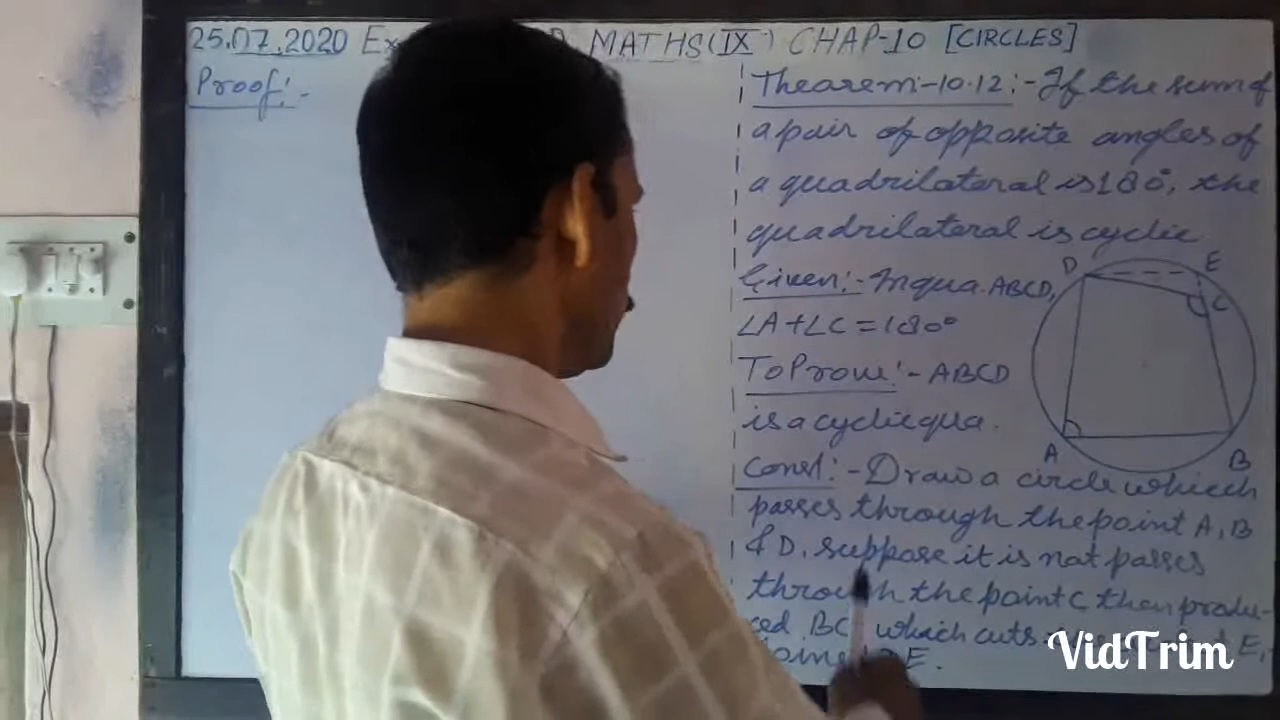 25.07.2020 MATHS(IX) CHAP-10 [CIRCLES]
Proof:-
Thearem:-10.12:- If the sum of
a pair of opposite angles of
a quadrilateral is 180°, the
quadrilateral is cyclic
Given:- In qua. ABCD,
∠A+∠C=180°
To Prove:- ABCD
is a cyclic qua.
Const:- Draw a circle which
passes through the point A, B
& D, suppose it is not passes
through the point C then produ-
ced BC which cuts E,
E.
D E
C
A B
VidTrim